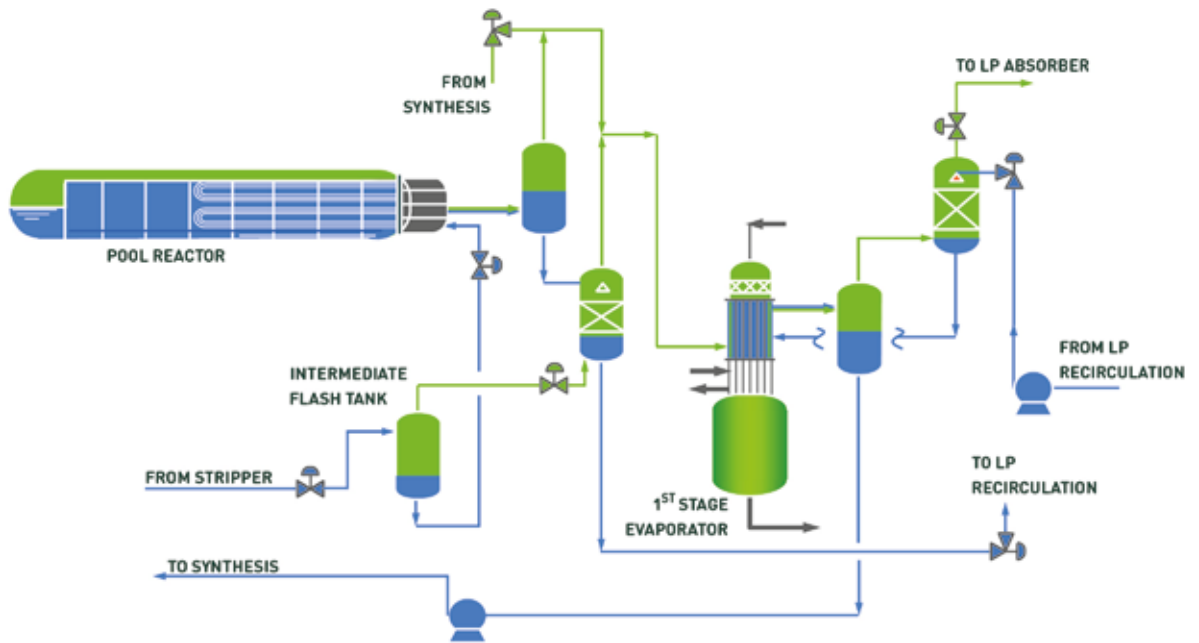 TO LP ABSORBER
FROM
SYNTHESIS
POOL REACTOR
INTERMEDIATE
FLASH TANK
FROM LP
RECIRCULATION
FROM STRIPPER
TO LP
RECIRCULATION
1ST STAGE
EVAPORATOR
TO SYNTHESIS